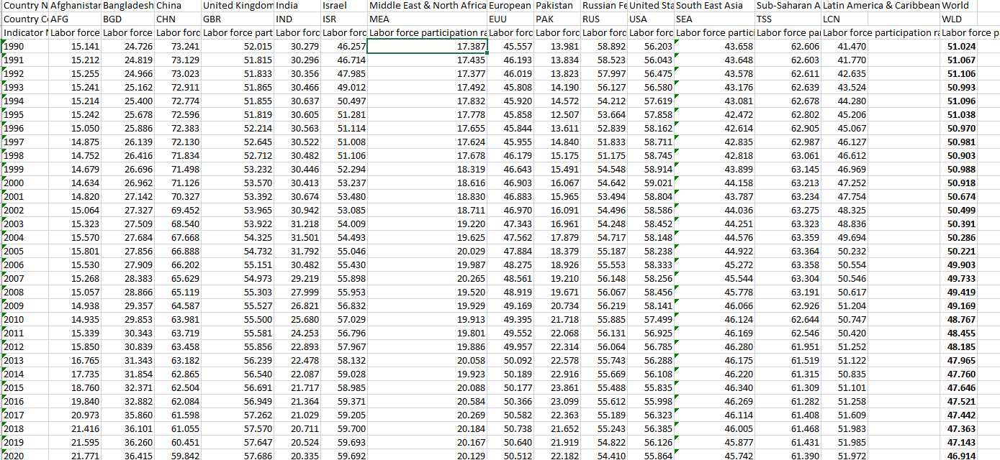 Country N Afghanistan Bangladesh China United Kingdom India Israel Middle East & North Africa European Pakistan Russian Fe United Sta South East Asia Sub-Saharan A Latin America & Caribbean World
Country Co AFG BGD CHN GBR IND ISR MEA EUU PAK RUS USA SEA TSS LCN WLD
Indicator N Labor force Labor force Labor forc Labor force part Labor forc Labor forc Labor force participation ra Labor forc Labor forc Labor forc Labor forc Labor force partici Labor force pa Labor force participation ra Labor force p
1990 15.141 24.726 73.241 52.015 30.279 46.257 17.387 45.557 13.981 58.892 56.203 43.658 62.606 41.470 51.024
1991 15.212 24.819 73.129 51.815 30.296 46.714 17.435 46.193 13.834 58.523 56.043 43.648 62.603 41.770 51.067
1992 15.255 24.966 73.023 51.833 30.356 47.985 17.377 46.019 13.823 57.997 56.475 43.578 62.611 42.635 51.106
1993 15.241 25.162 72.911 51.865 30.466 49.012 17.492 45.808 14.190 56.127 56.580 43.176 62.639 43.524 50.993
1994 15.214 25.400 72.774 51.855 30.637 50.497 17.832 45.920 14.572 54.212 57.619 43.081 62.678 44.280 51.096
1995 15.242 25.678 72.596 51.819 30.605 51.281 17.778 45.858 12.507 53.664 57.858 42.472 62.802 45.206 51.038
1996 15.050 25.886 72.383 52.214 30.563 51.114 17.655 45.844 13.611 52.839 58.162 42.614 62.905 45.067 50.970
1997 14.875 26.139 72.130 52.645 30.522 51.008 17.624 45.955 14.840 51.833 58.711 42.835 62.987 46.127 50.981
1998 14.752 26.416 71.834 52.712 30.482 51.106 17.678 46.179 15.175 51.175 58.745 42.818 63.061 46.612 50.903
1999 14.679 26.696 71.498 53.232 30.446 52.294 18.319 46.643 15.491 54.548 58.914 43.899 63.145 46.969 50.988
2000 14.634 26.962 71.126 53.570 30.413 53.237 18.616 46.903 16.067 54.642 59.021 44.158 63.213 47.252 50.918
2001 14.820 27.142 70.327 53.392 30.674 53.480 18.830 46.883 15.965 53.494 58.804 43.787 63.234 47.754 50.674
2002 15.064 27.327 69.452 53.965 30.942 53.085 18.711 46.970 16.091 54.496 58.586 44.036 63.275 48.325 50.499
2003 15.323 27.509 68.540 53.922 31.218 54.009 19.220 47.343 16.961 54.248 58.452 44.251 63.323 48.836 50.391
2004 15.570 27.684 67.668 54.325 31.501 54.493 19.625 47.562 17.879 54.717 58.148 44.576 63.359 49.694 50.286
2005 15.801 27.856 66.888 54.732 31.792 55.046 20.029 47.884 18.379 55.187 58.238 44.922 63.364 50.232 50.221
2006 15.530 27.909 66.202 55.151 30.482 55.430 19.987 48.275 18.926 55.553 58.333 45.272 63.358 50.554 49.903
2007 15.268 28.383 65.629 54.973 29.219 55.898 20.265 48.561 19.210 56.148 58.256 45.544 63.304 50.546 49.733
2008 15.057 28.866 65.119 55.303 27.999 55.953 19.520 48.919 19.671 56.067 58.456 45.778 63.191 50.617 49.419
2009 14.938 29.357 64.587 55.527 26.821 56.832 19.929 49.169 20.734 56.219 58.141 46.066 62.926 51.204 49.169
2010 14.935 29.853 63.981 55.500 25.680 57.029 19.913 49.395 21.718 55.885 57.499 46.124 62.644 50.747 48.767
2011 15.339 30.343 63.719 55.581 24.253 56.796 19.801 49.552 22.068 56.131 56.925 46.169 62.546 50.420 48.455
2012 15.850 30.839 63.458 55.856 22.893 57.967 19.886 49.957 22.314 56.064 56.785 46.280 61.951 51.252 48.185
2013 16.765 31.343 63.182 56.239 22.478 58.132 20.058 50.092 22.578 55.743 56.288 46.175 61.519 51.122 47.965
2014 17.735 31.854 62.865 56.540 22.087 59.028 19.923 50.189 22.916 55.669 56.108 46.220 61.315 50.835 47.760
2015 18.760 32.371 62.504 56.691 21.717 58.985 20.088 50.177 23.861 55.488 55.835 46.340 61.309 51.101 47.646
2016 19.840 32.882 62.084 56.949 21.364 59.371 20.584 50.366 23.099 55.612 55.998 46.269 61.282 51.258 47.521
2017 20.973 35.860 61.598 57.262 21.029 59.205 20.269 50.582 22.363 55.189 56.323 46.114 61.408 51.609 47.442
2018 21.416 36.101 61.055 57.570 20.711 59.700 20.184 50.738 21.652 55.243 56.385 46.005 61.468 51.983 47.363
2019 21.595 36.260 60.451 57.647 20.524 59.693 20.167 50.640 21.919 54.822 56.126 45.877 61.431 51.985 47.143
2020 21.771 36.415 59.842 57.686 20.335 59.692 20.129 50.512 22.182 54.410 55.864 45.742 61.390 51.972 46.914